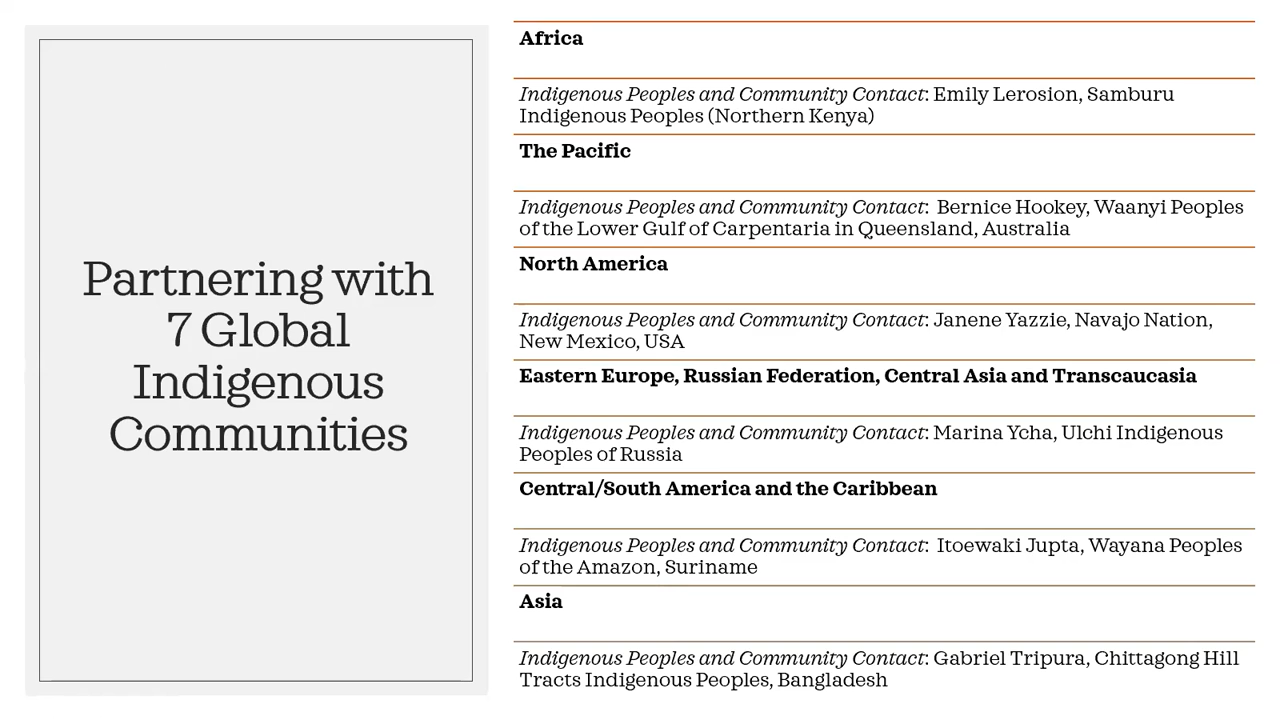 Partnering with
7 Global
Indigenous
Communities
Africa
Indigenous Peoples and Community Contact: Emily Lerosion, Samburu
Indigenous Peoples (Northern Kenya)
The Pacific
Indigenous Peoples and Community Contact:  Bernice Hookey, Waanyi Peoples
of the Lower Gulf of Carpentaria in Queensland, Australia
North America
Indigenous Peoples and Community Contact: Janene Yazzie, Navajo Nation,
New Mexico, USA
Eastern Europe, Russian Federation, Central Asia and Transcaucasia
Indigenous Peoples and Community Contact: Marina Ycha, Ulchi Indigenous
Peoples of Russia
Central/South America and the Caribbean
Indigenous Peoples and Community Contact:  Itoewaki Jupta, Wayana Peoples
of the Amazon, Suriname
Asia
Indigenous Peoples and Community Contact: Gabriel Tripura, Chittagong Hill
Tracts Indigenous Peoples, Bangladesh